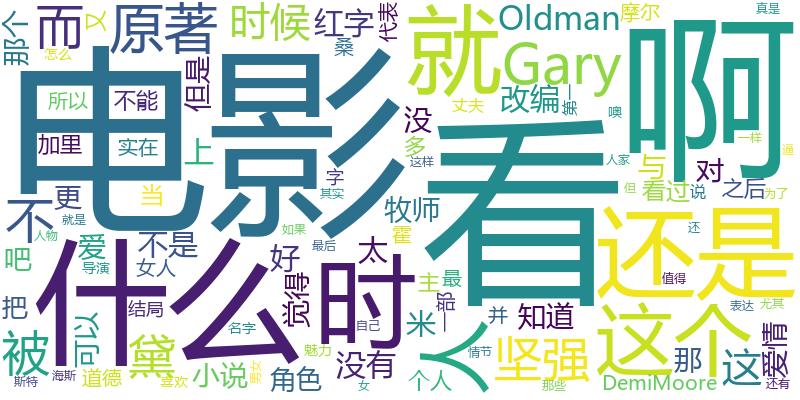 那个
而
又
怎么
原著
时候
红字
代表
桑
就
Oldman
摩尔
真是
Gary
啊
所以
不能
但是
电影
加里
实在
上
没
多
改编
第一
丈夫
噢
看
一样
逼
人家
这样
与
对
看过
说
之后
但
为了
不
更
当
字
其实
牧师
还是
吧
爱
不是
好
太
霍
主
最
还
就是
如果
人物
导演
女人
什么
时
觉得
一部
并
知道
值得
表达
尤其
把
结局
最后
米
人
这个
那
这
爱情
被
可以
黛
名字
自己
没有
坚强
魅力
情节
斯特
海斯
道德
喜欢
小说
男女
角色
女
个人
那些
DemiMoore
还有